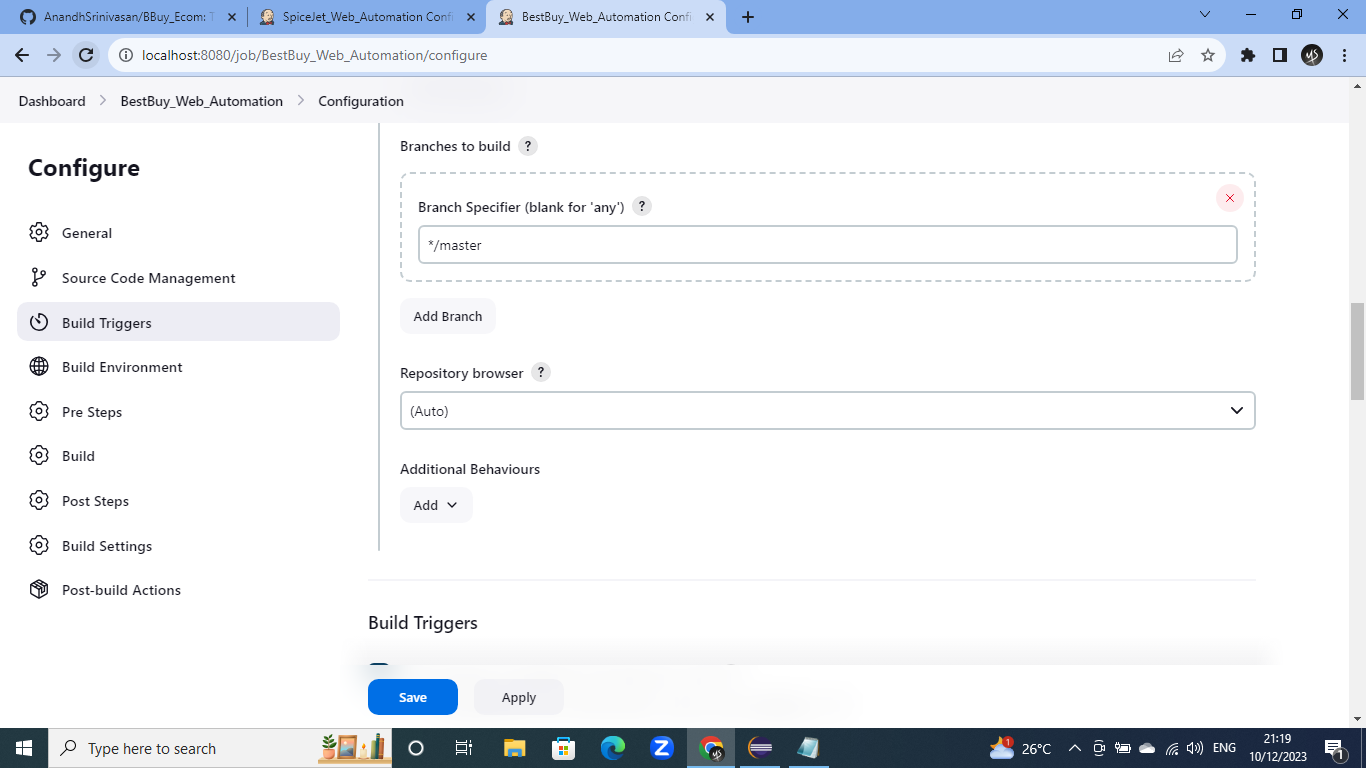 AnandhSrinivasan/BBuy_Ecom: T
SpiceJet_Web_Automation Confi
BestBuy_Web_Automation Confi
localhost:8080/job/BestBuy_Web_Automation/configure
Dashboard > BestBuy_Web_Automation > Configuration
Configure
General
Source Code Management
Build Triggers
Build Environment
Pre Steps
Build
Post Steps
Build Settings
Post-build Actions
Branches to build ?
Branch Specifier (blank for 'any') ?
*/master
Add Branch
Repository browser ?
(Auto)
Additional Behaviours
Add
Build Triggers
Save Apply
Type here to search
1
26°C
ENG
21:19
10/12/2023
1